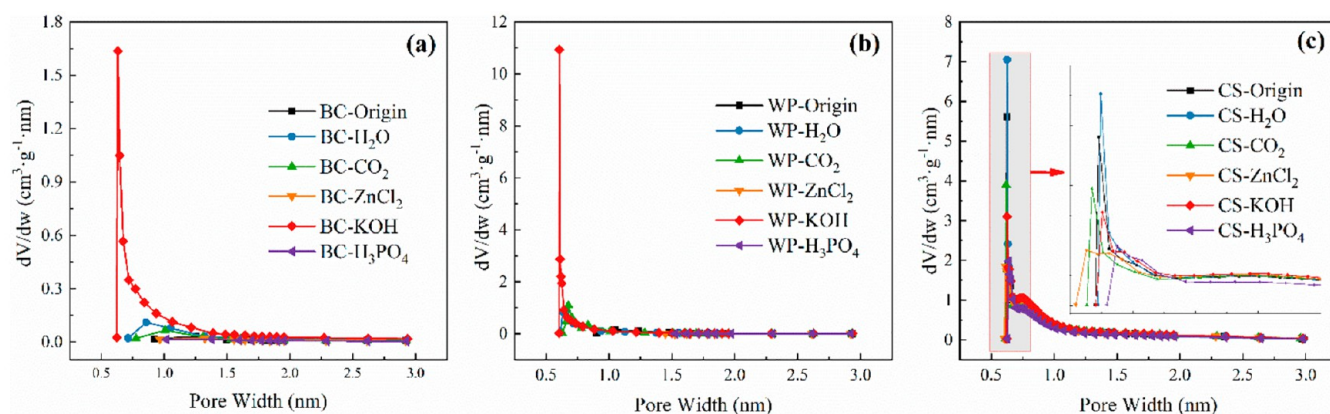 (a)
1.8
1.5
1.2
0.9
0.6
0.3
0.0
dV/dw (cm³·g⁻¹·nm)
BC-Origin
BC-H₂O
BC-CO₂
BC-ZnCl₂
BC-KOH
BC-H₃PO₄
0.5 1.0 1.5 2.0 2.5 3.0
Pore Width (nm)
(b)
12
10
8
6
4
2
0
dV/dw (cm³·g⁻¹·nm)
WP-Origin
WP-H₂O
WP-CO₂
WP-ZnCl₂
WP-KOH
WP-H₃PO₄
0.5 1.0 1.5 2.0 2.5 3.0
Pore Width (nm)
(c)
8
7
6
5
4
3
2
1
0
dV/dw (cm³·g⁻¹·nm)
CS-Origin
CS-H₂O
CS-CO₂
CS-ZnCl₂
CS-KOH
CS-H₃PO₄
0.5 1.0 1.5 2.0 2.5 3.0
Pore Width (nm)